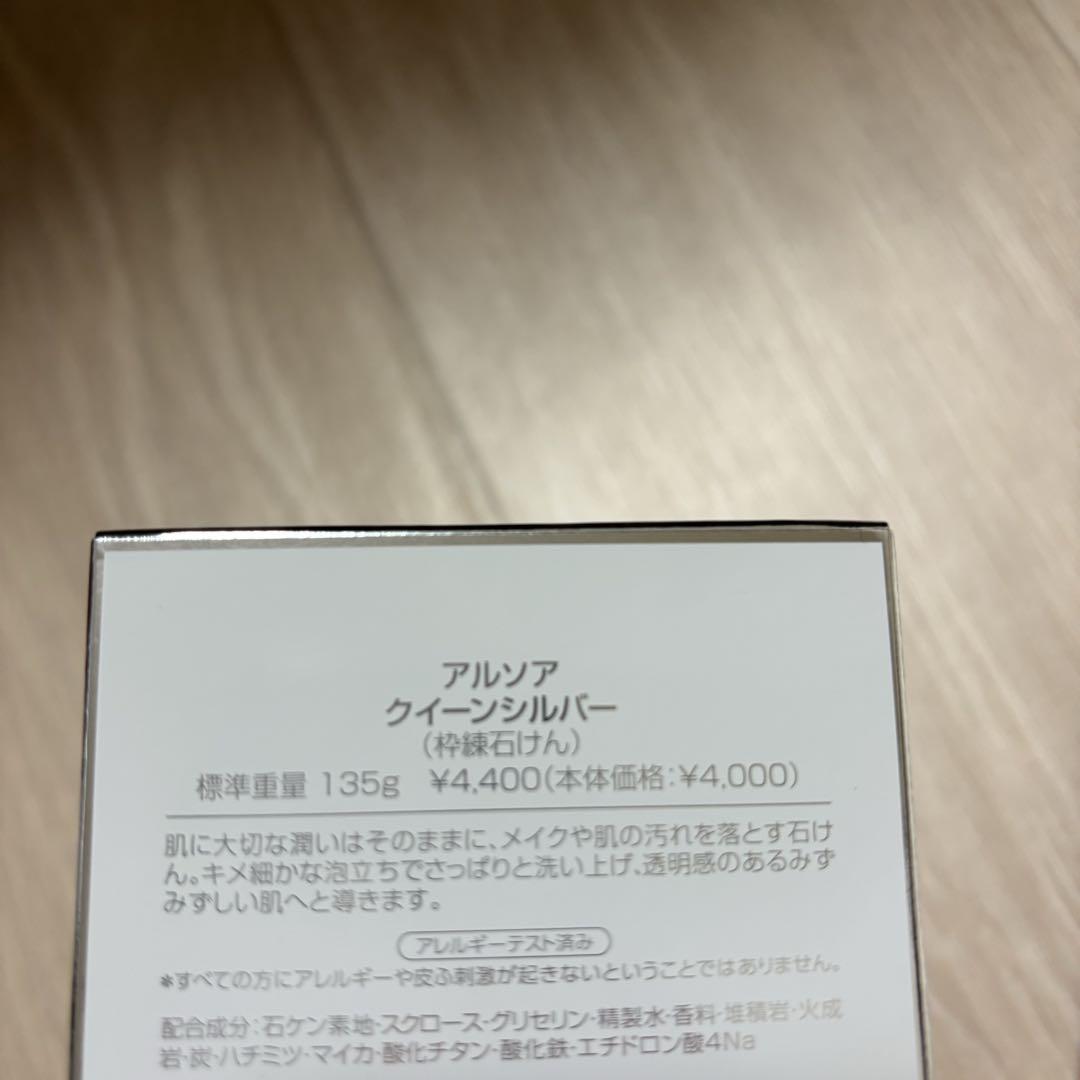 アルソア
クイーンシルバー
（枠練石けん）
標準重量 135g ¥4,400（本体価格：¥4,000）
肌に大切な潤いはそのままに、メイクや肌の汚れを落とす石け
ん。キメ細かな泡立ちでさっぱりと洗い上げ、透明感のあるみず
みずしい肌へと導きます。
アレルギーテスト済み
*すべての方にアレルギーや皮ふ刺激が起きないということではありません。
配合成分：石ケン素地・スクロース・グリセリン・精製水・香料・堆積岩・火成
岩・炭・ハチミツ・マイカ・酸化チタン・酸化鉄・エチドロン酸4Na